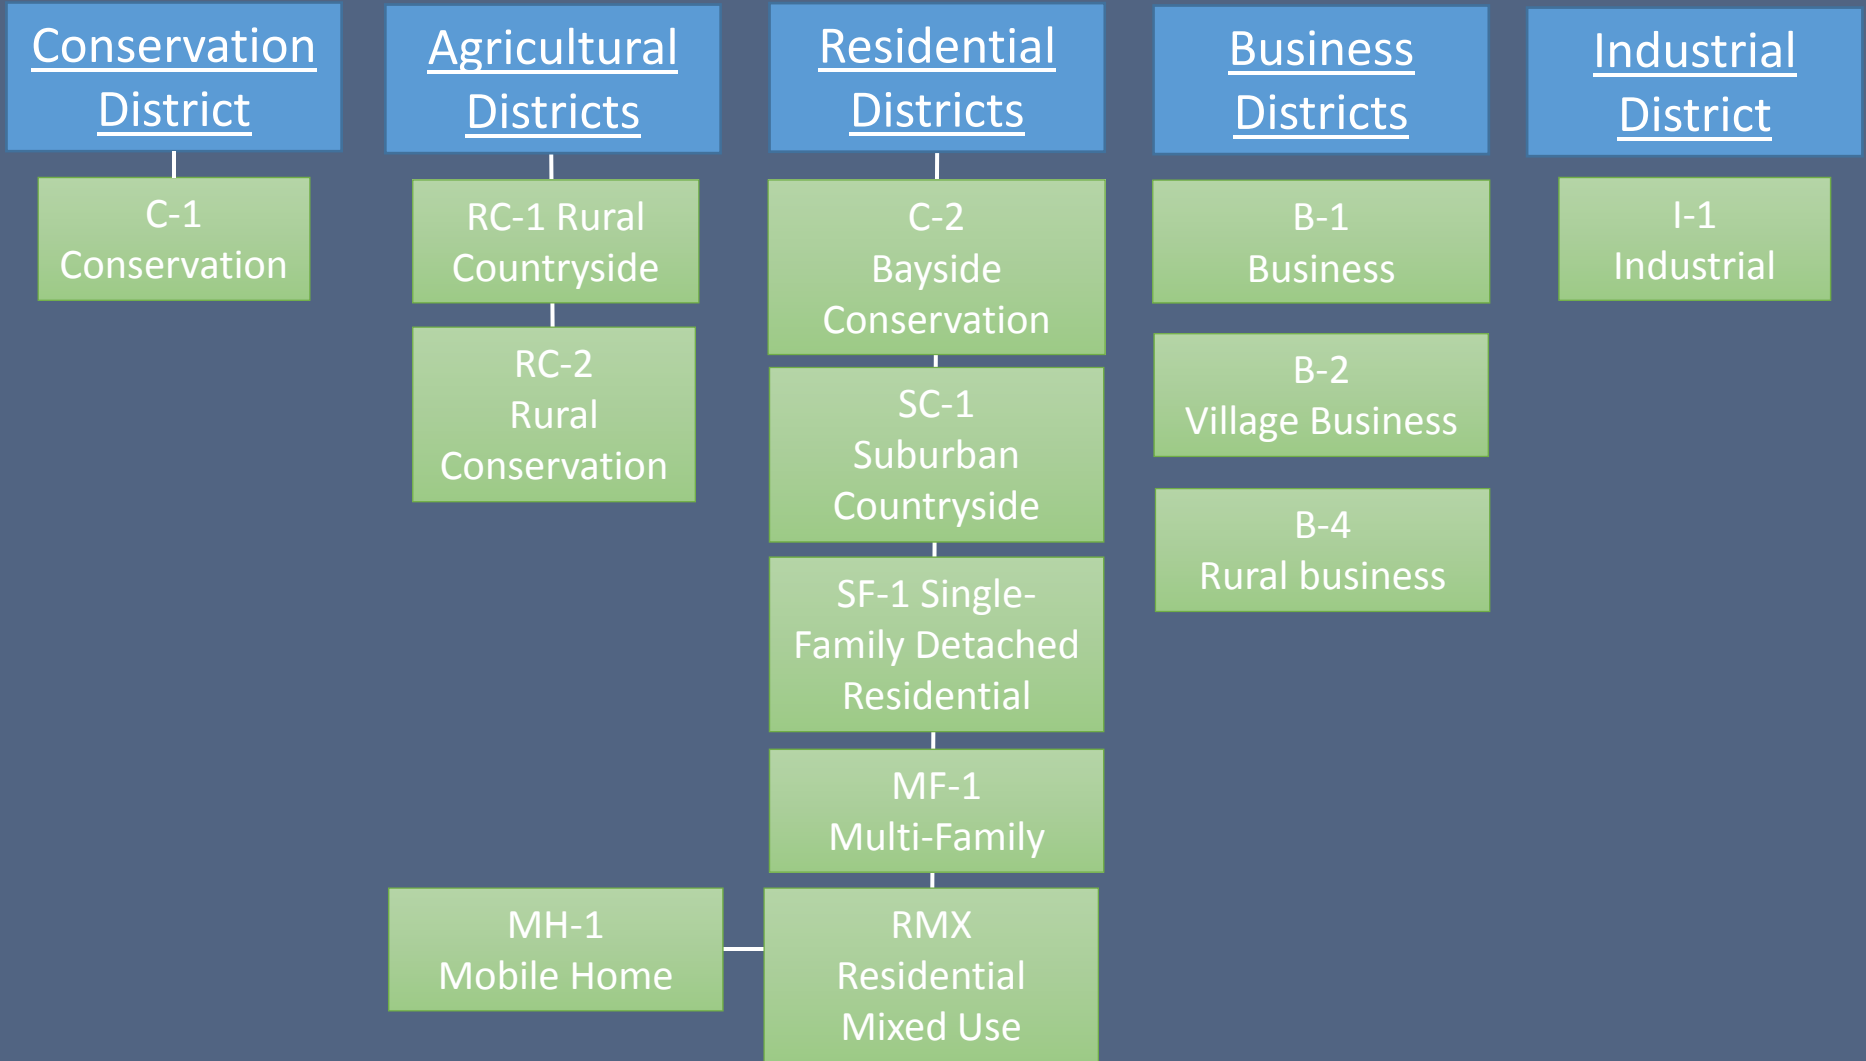 Conservation
District
Agricultural
Districts
Residential
Districts
Business
Districts
Industrial
District
C-1
Conservation
RC-1 Rural
Countryside
RC-2
Rural
Conservation
C-2
Bayside
Conservation
SC-1
Suburban
Countryside
SF-1 Single-
Family Detached
Residential
MF-1
Multi-Family
RMX
Residential
Mixed Use
MH-1
Mobile Home
B-1
Business
B-2
Village Business
B-4
Rural business
I-1
Industrial